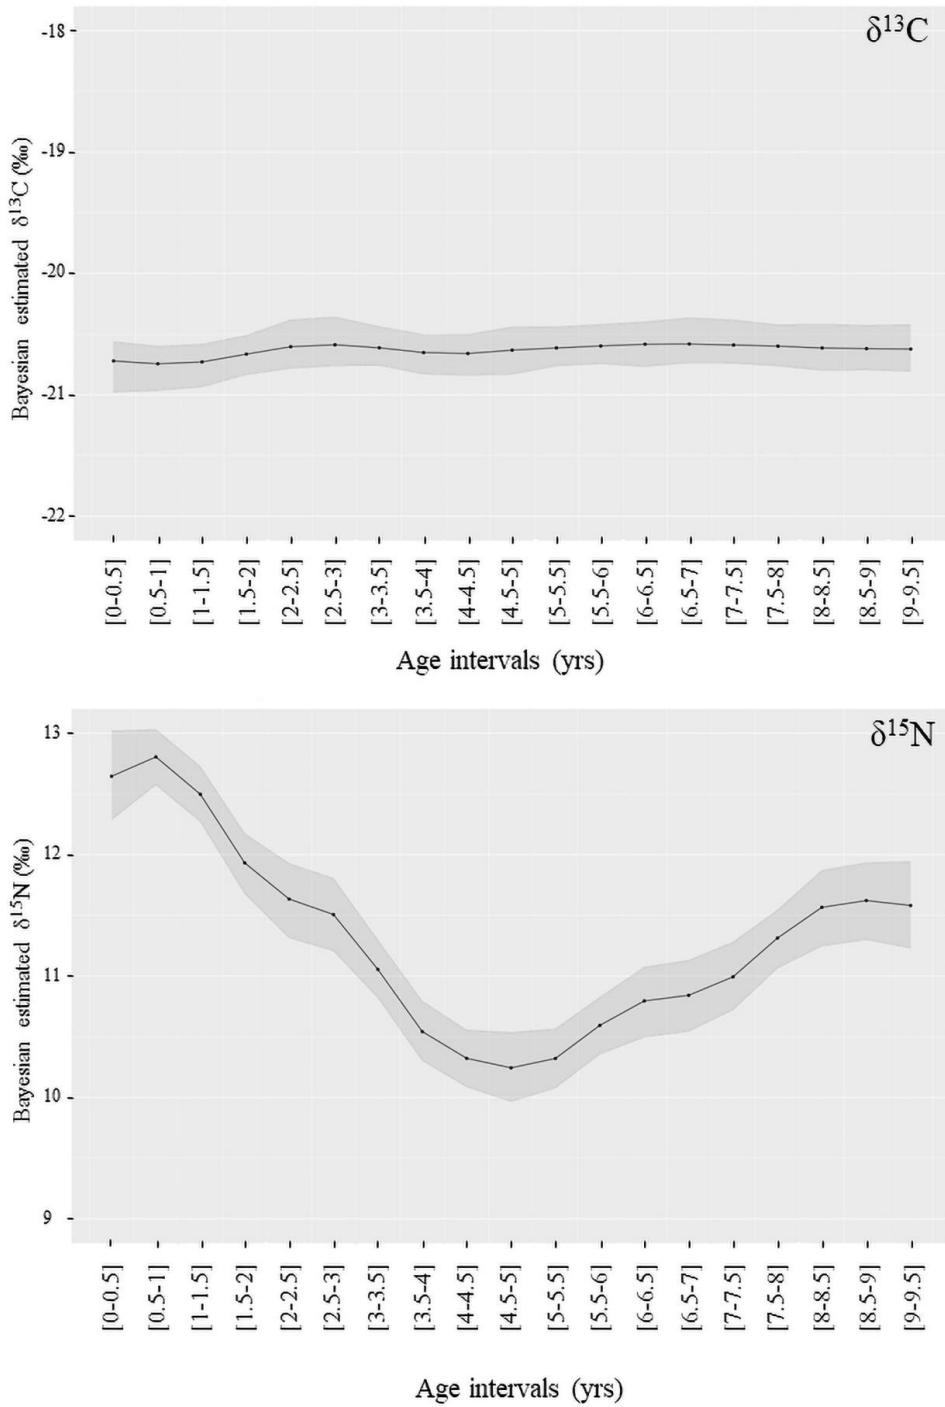 δ¹³C
-18
-19
-20
-21
-22
Bayesian estimated δ¹³C (‰)
[0-0.5] [0.5-1] [1-1.5] [1.5-2] [2-2.5] [2.5-3] [3-3.5] [3.5-4] [4-4.5] [4.5-5] [5-5.5] [5.5-6] [6-6.5] [6.5-7] [7-7.5] [7.5-8] [8-8.5] [8.5-9] [9-9.5]
Age intervals (yrs)
δ¹⁵N
13
12
11
10
9
Bayesian estimated δ¹⁵N (‰)
[0-0.5] [0.5-1] [1-1.5] [1.5-2] [2-2.5] [2.5-3] [3-3.5] [3.5-4] [4-4.5] [4.5-5] [5-5.5] [5.5-6] [6-6.5] [6.5-7] [7-7.5] [7.5-8] [8-8.5] [8.5-9] [9-9.5]
Age intervals (yrs)